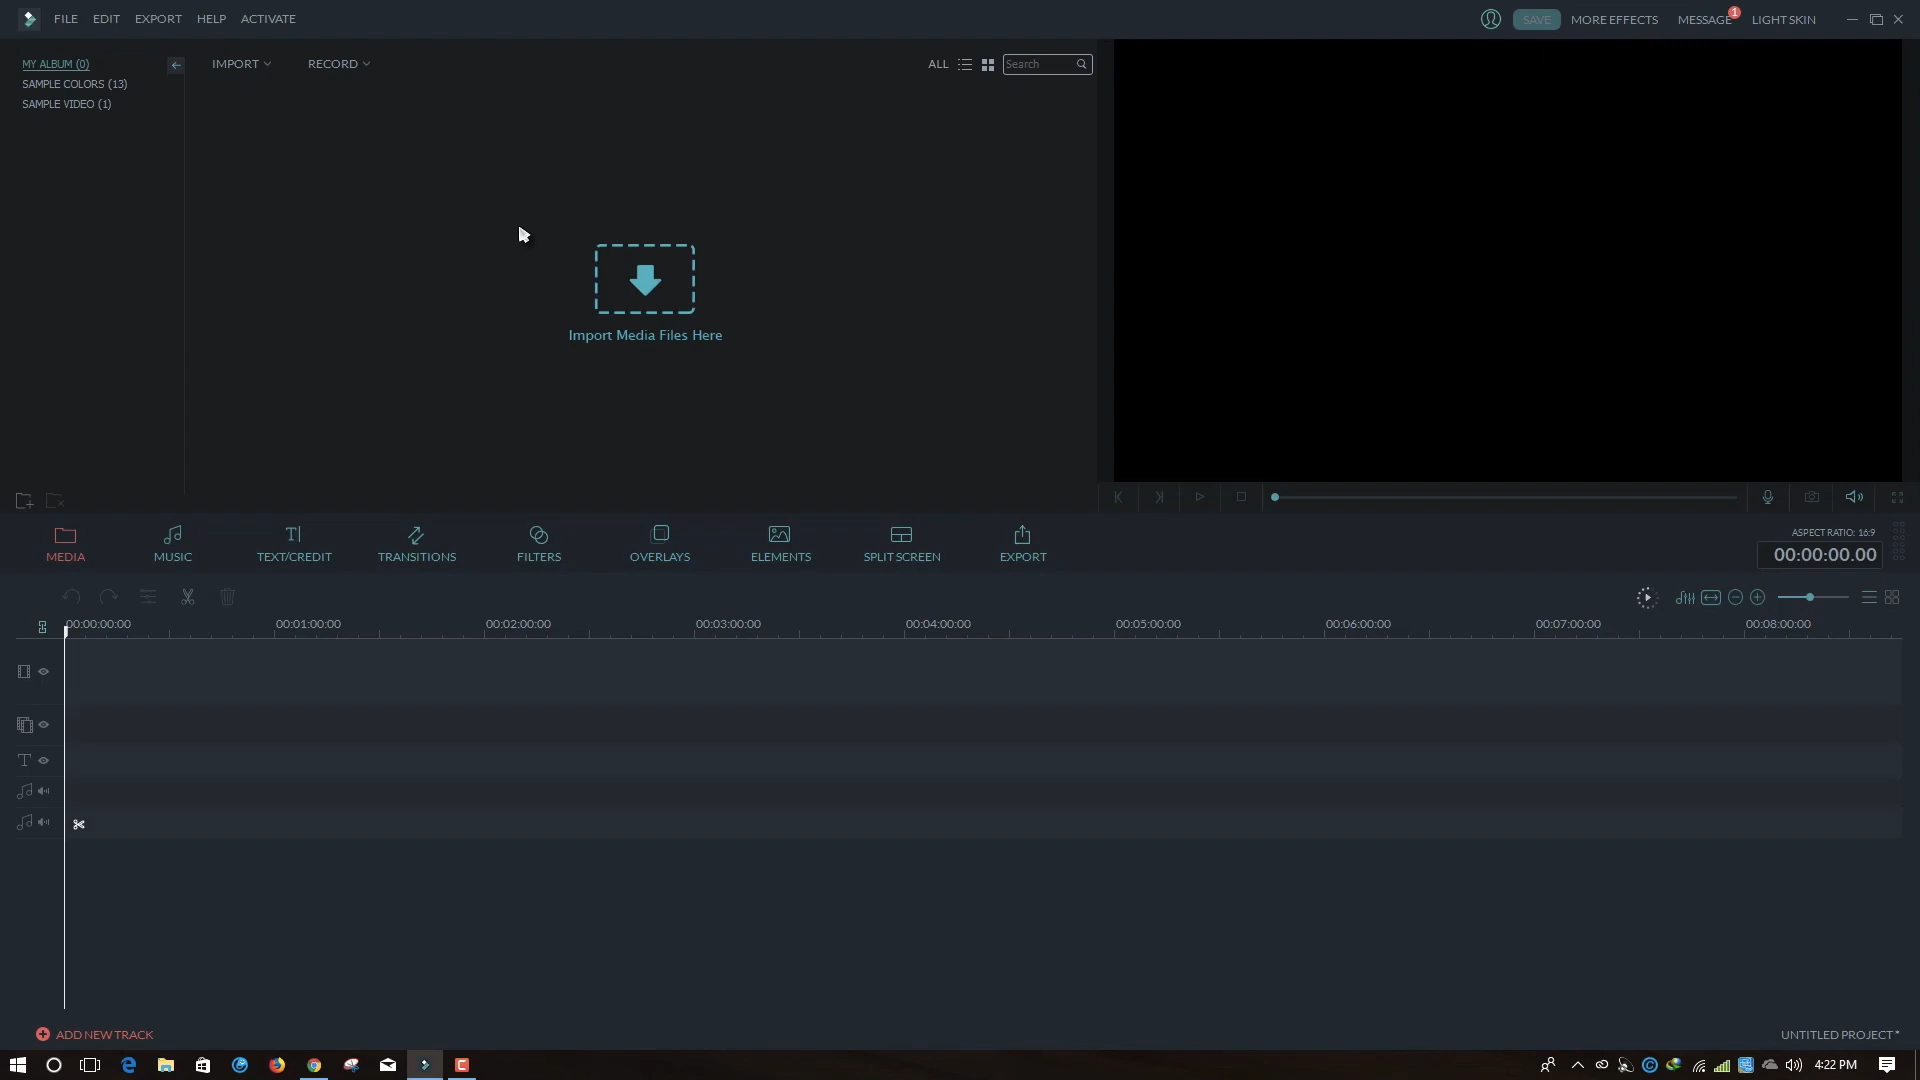 FILE EDIT EXPORT HELP ACTIVATE SAVE MORE EFFECTS MESSAGE 1 LIGHT SKIN
MY ALBUM (0)
SAMPLE COLORS (13)
SAMPLE VIDEO (1)
IMPORT RECORD ALL Search
Import Media Files Here
MEDIA MUSIC TEXT/CREDIT TRANSITIONS FILTERS OVERLAYS ELEMENTS SPLIT SCREEN EXPORT
ASPECT RATIO: 16:9
00:00:00.00
00:00:00:00 00:01:00:00 00:02:00:00 00:03:00:00 00:04:00:00 00:05:00:00 00:06:00:00 00:07:00:00 00:08:00:00
ADD NEW TRACK UNTITLED PROJECT *
4:22 PM